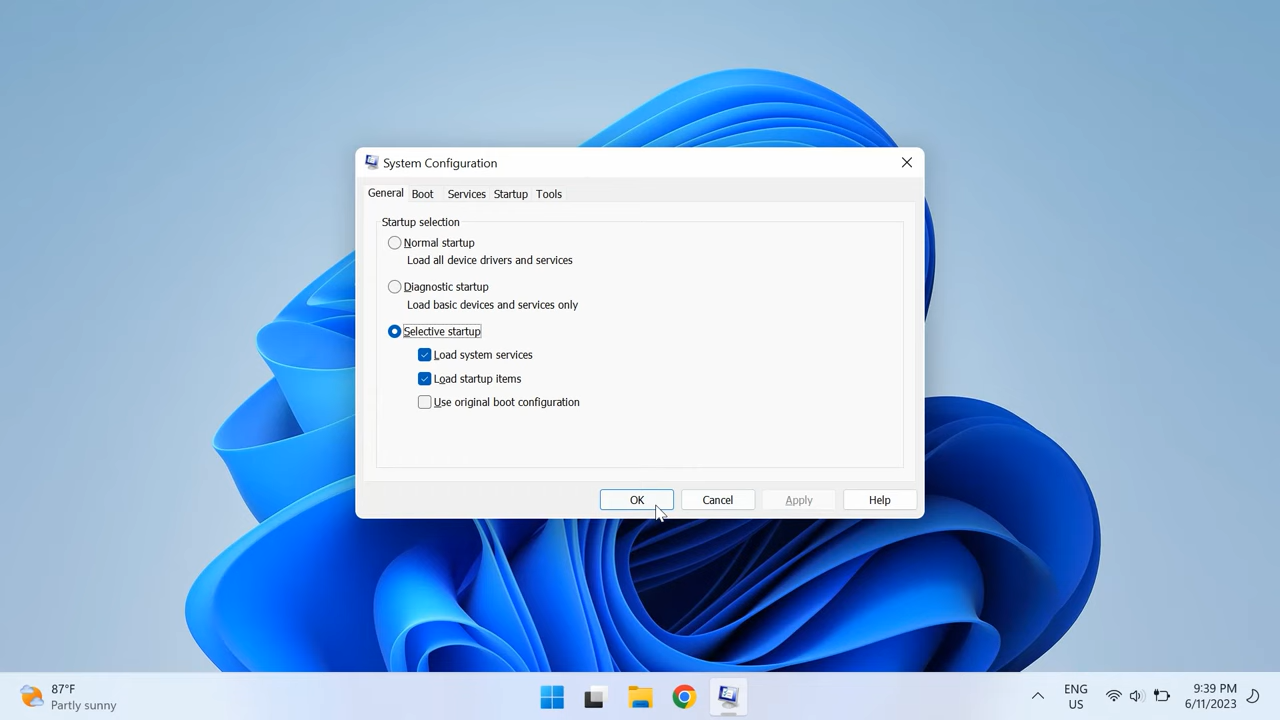 System Configuration
General Boot Services Startup Tools
Startup selection
Normal startup
Load all device drivers and services
Diagnostic startup
Load basic devices and services only
Selective startup
Load system services
Load startup items
Use original boot configuration
OK Cancel Apply Help
87°F
Partly sunny
ENG
US
9:39 PM
6/11/2023